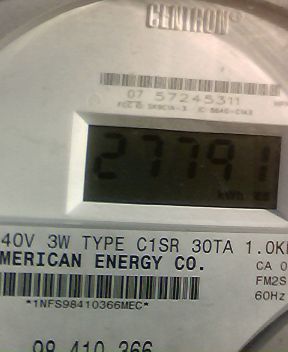 CENTRON
07 57245311
27791
kWh
40V 3W TYPE C1SR 30TA 1.0K
MERICAN ENERGY CO.
CA 0
FM2S
60Hz
*1NFS98410366MEC*
98 410 366